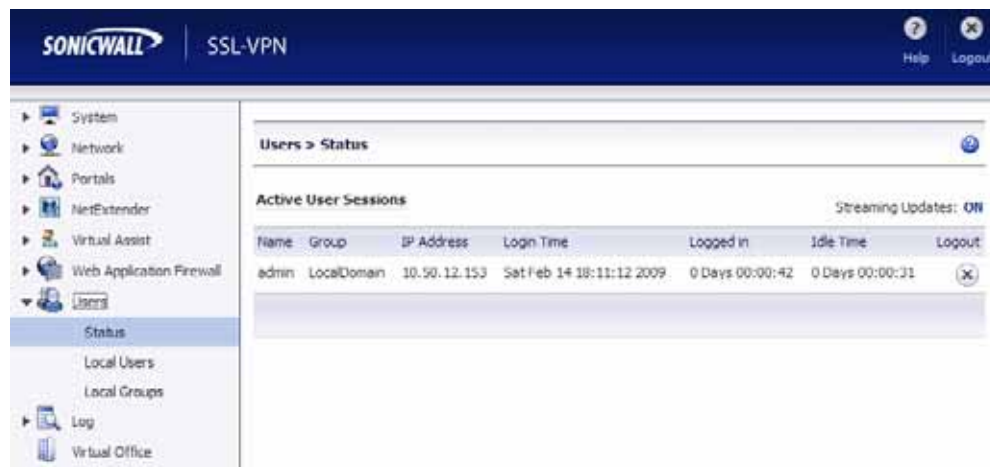 SONICWALL SSL-VPN
Help
Logou
System
Network
Portals
NetExtender
Virtual Assist
Web Application Firewall
Users
Status
Local Users
Local Groups
Log
Virtual Office
Users > Status
Active User Sessions
Streaming Updates: ON
Name Group IP Address Login Time Logged in Idle Time Logout
admin LocalDomain 10.50.12.153 Sat Feb 14 18:11:12 2009 0 Days 00:00:42 0 Days 00:00:31